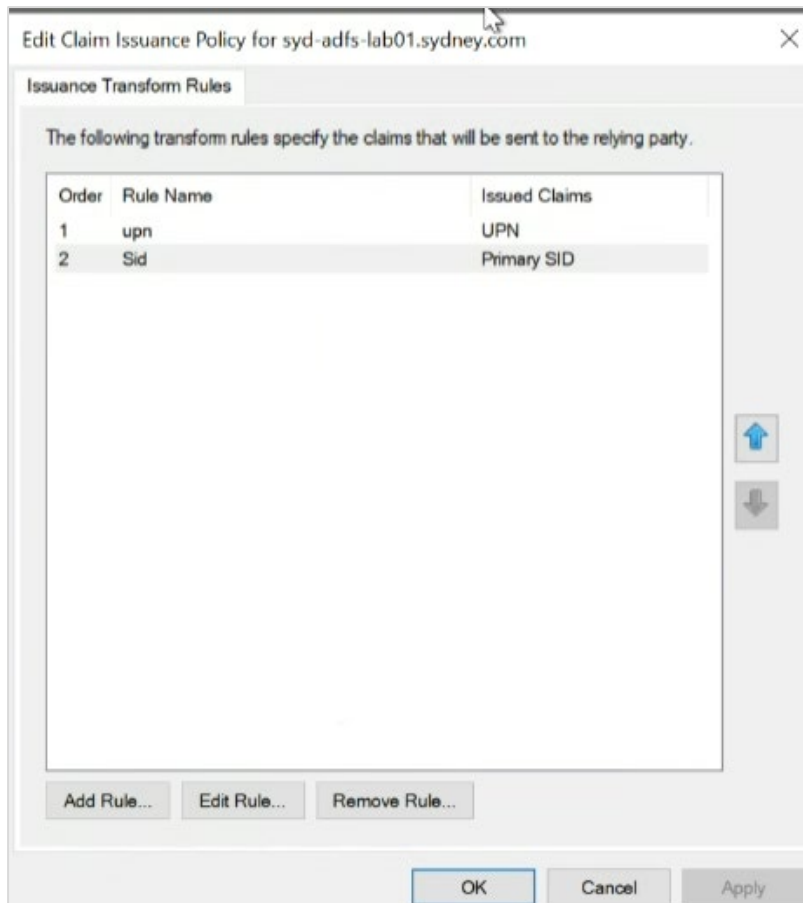 Edit Claim Issuance Policy for syd-adfs-lab01.sydney.com
Issuance Transform Rules
The following transform rules specify the claims that will be sent to the relying party.
Order Rule Name Issued Claims
1 upn UPN
2 Sid Primary SID
Add Rule... Edit Rule... Remove Rule...
OK Cancel Apply